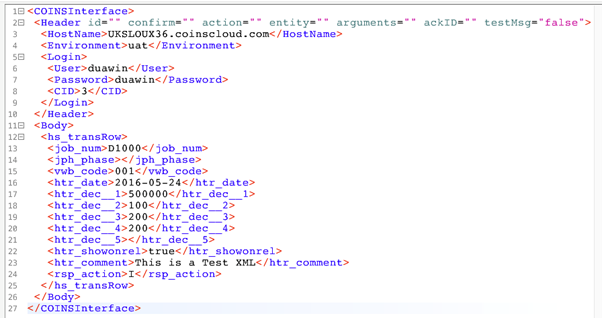 1 <COINSInterface>
2 <Header id="" confirm="" action="" entity="" arguments="" ackID="" testMsg="false">
3 <HostName>UKSLOUX36.coinscloud.com</HostName>
4 <Environment>uat</Environment>
5 <Login>
6 <User>duawin</User>
7 <Password>duawin</Password>
8 <CID>3</CID>
9 </Login>
10 </Header>
11 <Body>
12 <hs_transRow>
13 <job_num>D1000</job_num>
14 <jph_phase></jph_phase>
15 <vwb_code>001</vwb_code>
16 <htr_date>2016-05-24</htr_date>
17 <htr_dec__1>500000</htr_dec__1>
18 <htr_dec__2>100</htr_dec__2>
19 <htr_dec__3>200</htr_dec__3>
20 <htr_dec__4>200</htr_dec__4>
21 <htr_dec__5></htr_dec__5>
22 <htr_showonrel>true</htr_showonrel>
23 <htr_comment>This is a Test XML</htr_comment>
24 <rsp_action>I</rsp_action>
25 </hs_transRow>
26 </Body>
27 </COINSInterface>